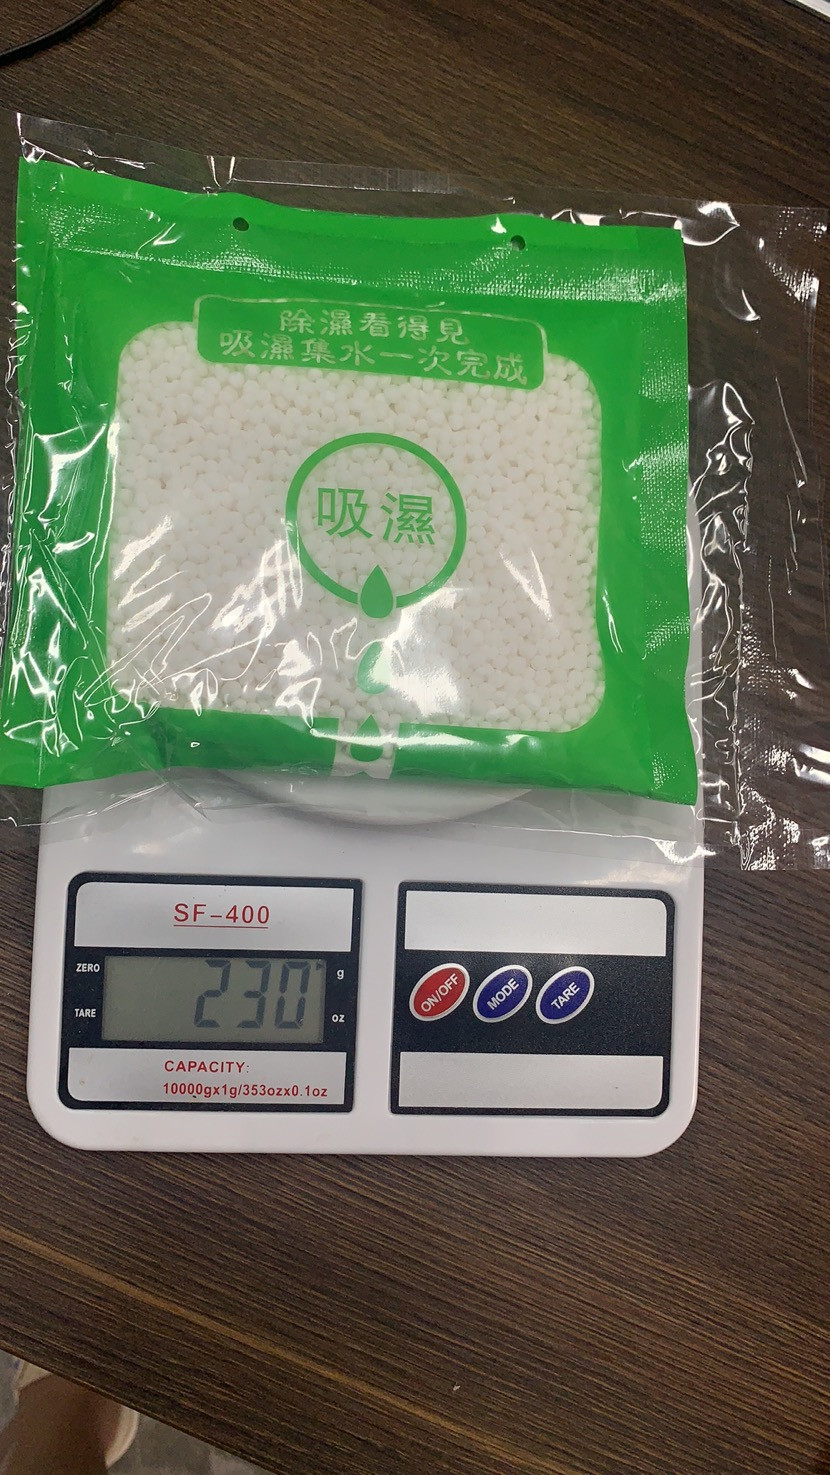 除濕看得見
吸濕集水一次完成
吸濕
SF-400
ZERO
230
g
TARE
oz
CAPACITY:
10000gx1g/353ozx0.1oz
ON/OFF
MODE
TARE